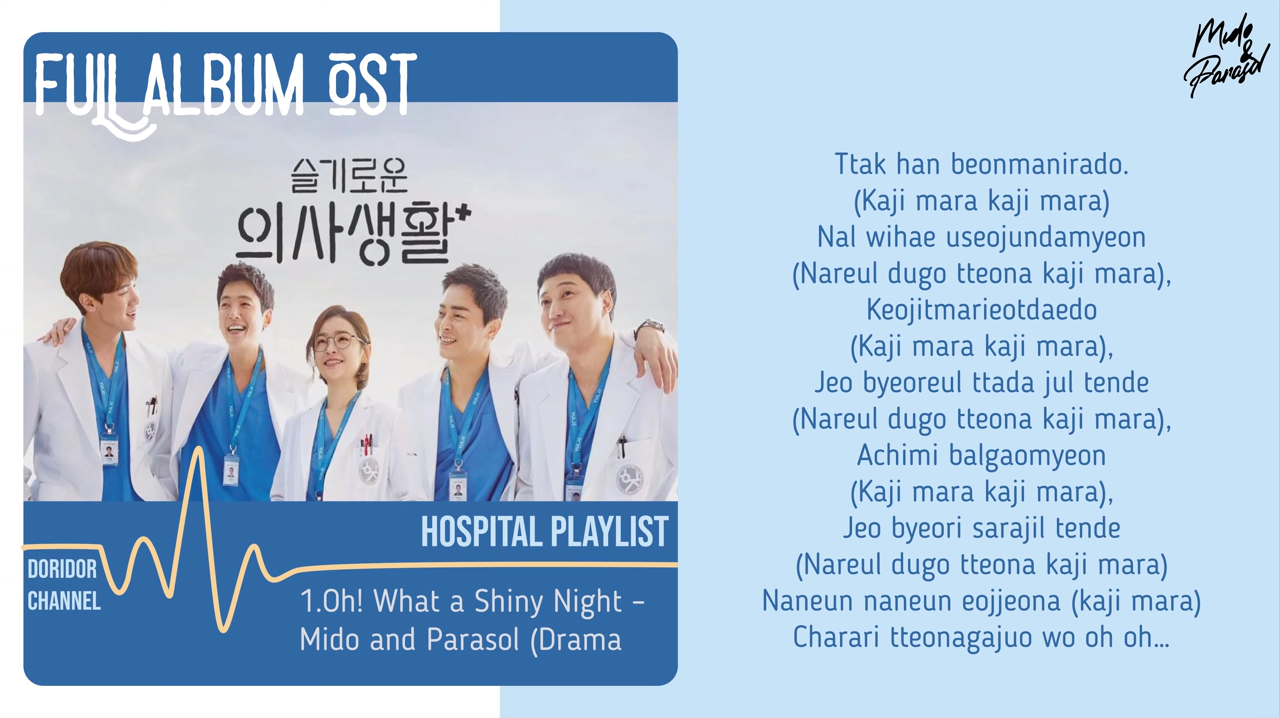 FULL ALBUM ŌST
슬기로운
의사생활+
HOSPITAL PLAYLIST
DORIDOR
CHANNEL
1.Oh! What a Shiny Night –
Mido and Parasol (Drama
Mido
&
Parasol
Ttak han beonmanirado.
(Kaji mara kaji mara)
Nal wihae useojundamyeon
(Nareul dugo tteona kaji mara),
Keojitmarieotdaedo
(Kaji mara kaji mara),
Jeo byeoreul ttada jul tende
(Nareul dugo tteona kaji mara),
Achimi balgaomyeon
(Kaji mara kaji mara),
Jeo byeori sarajil tende
(Nareul dugo tteona kaji mara)
Naneun naneun eojjeona (kaji mara)
Charari tteonagajuo wo oh oh...